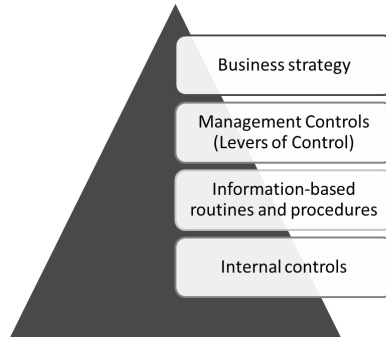 Business strategy
Management Controls
(Levers of Control)
Information-based
routines and procedures
Internal controls